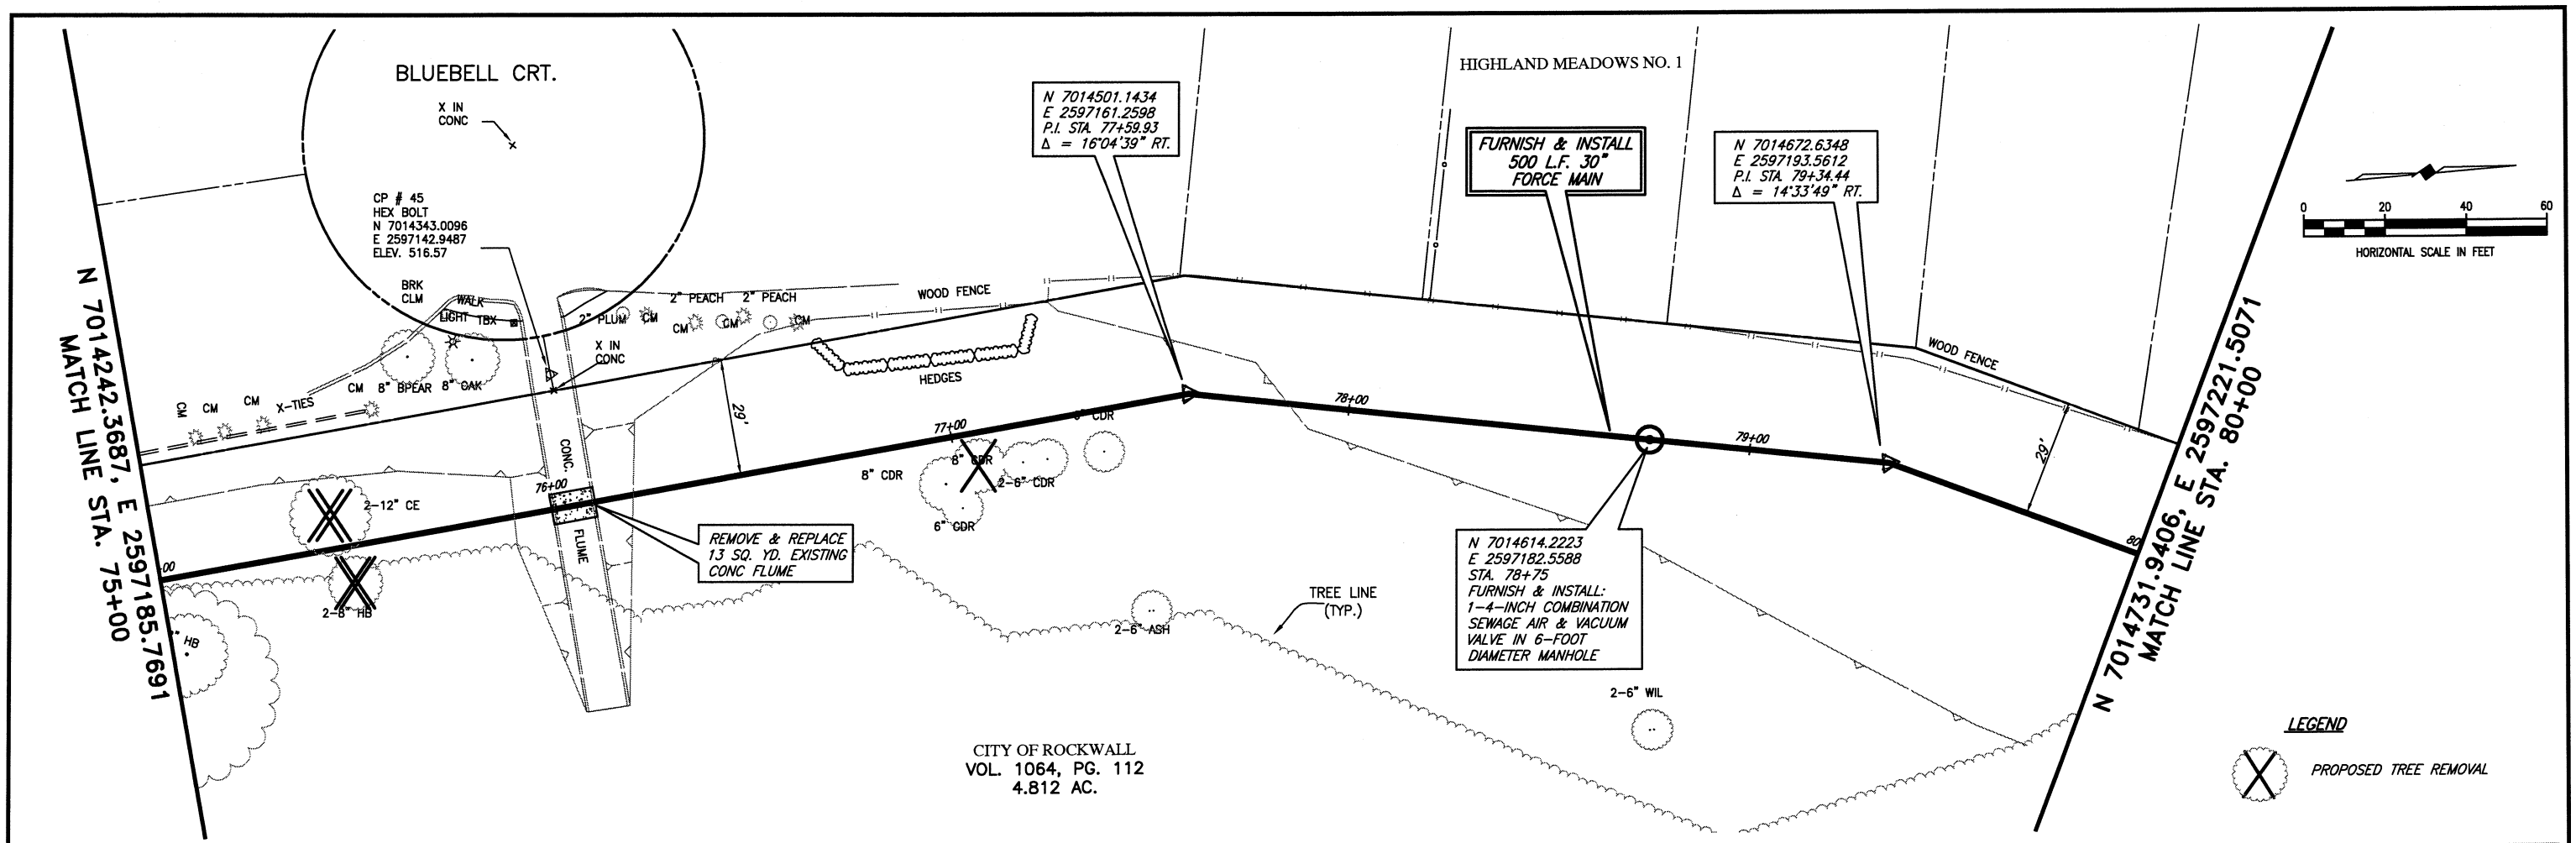 BLUEBELL CRT.
X IN
CONC
CP # 45
HEX BOLT
N 7014343.0096
E 2597142.9487
ELEV. 516.57
BRK
CLM
WALK
LIGHT
TBX
2" PLUM
CM
2" PEACH
2" PEACH
CM
CM
CM
WOOD FENCE
X IN
CONC
CM
8" BPEAR
8" OAK
CM
CM
CM
X-TIES
N 7014242.3687, E 2597185.7691
MATCH LINE STA. 75+00
HEDGES
29'
CONC.
FLUME
76+00
77+00
2-12" CE
2-8" HB
HB
00
REMOVE & REPLACE
13 SQ. YD. EXISTING
CONC FLUME
8" CDR
8" CDR
2-6" CDR
6" CDR
2-6" ASH
N 7014501.1434
E 2597161.2598
P.I. STA. 77+59.93
Δ = 16°04'39" RT.
HIGHLAND MEADOWS NO. 1
FURNISH & INSTALL
500 L.F. 30"
FORCE MAIN
N 7014672.6348
E 2597193.5612
P.I. STA. 79+34.44
Δ = 14°33'49" RT.
0 20 40 60
HORIZONTAL SCALE IN FEET
78+00
79+00
WOOD FENCE
29'
80
N 7014731.9406, E 2597221.5071
MATCH LINE STA. 80+00
N 7014614.2223
E 2597182.5588
STA. 78+75
FURNISH & INSTALL:
1-4-INCH COMBINATION
SEWAGE AIR & VACUUM
VALVE IN 6-FOOT
DIAMETER MANHOLE
TREE LINE
(TYP.)
2-6" WIL
CITY OF ROCKWALL
VOL. 1064, PG. 112
4.812 AC.
LEGEND
PROPOSED TREE REMOVAL